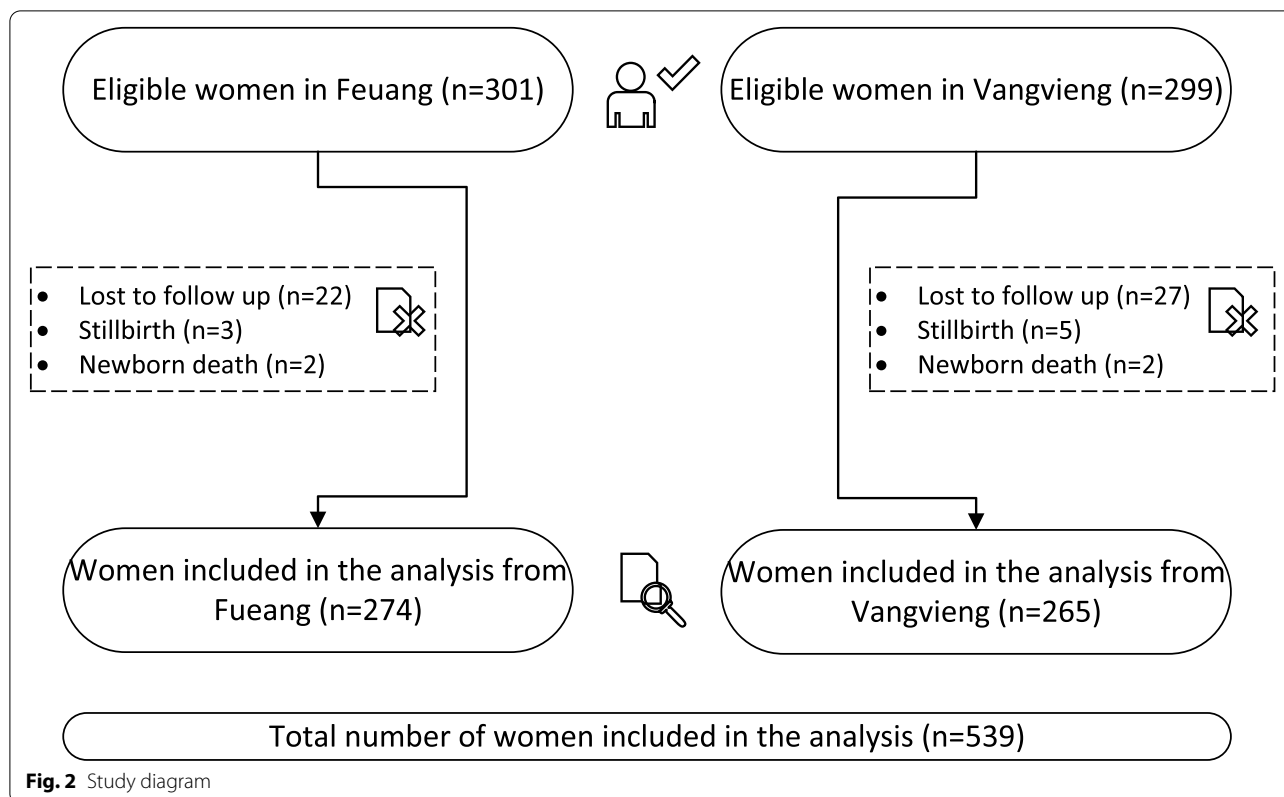 Eligible women in Feuang (n=301)
Eligible women in Vangvieng (n=299)
• Lost to follow up (n=22)
• Stillbirth (n=3)
• Newborn death (n=2)
• Lost to follow up (n=27)
• Stillbirth (n=5)
• Newborn death (n=2)
Women included in the analysis from
Fueang (n=274)
Women included in the analysis from
Vangvieng (n=265)
Total number of women included in the analysis (n=539)
Fig. 2 Study diagram